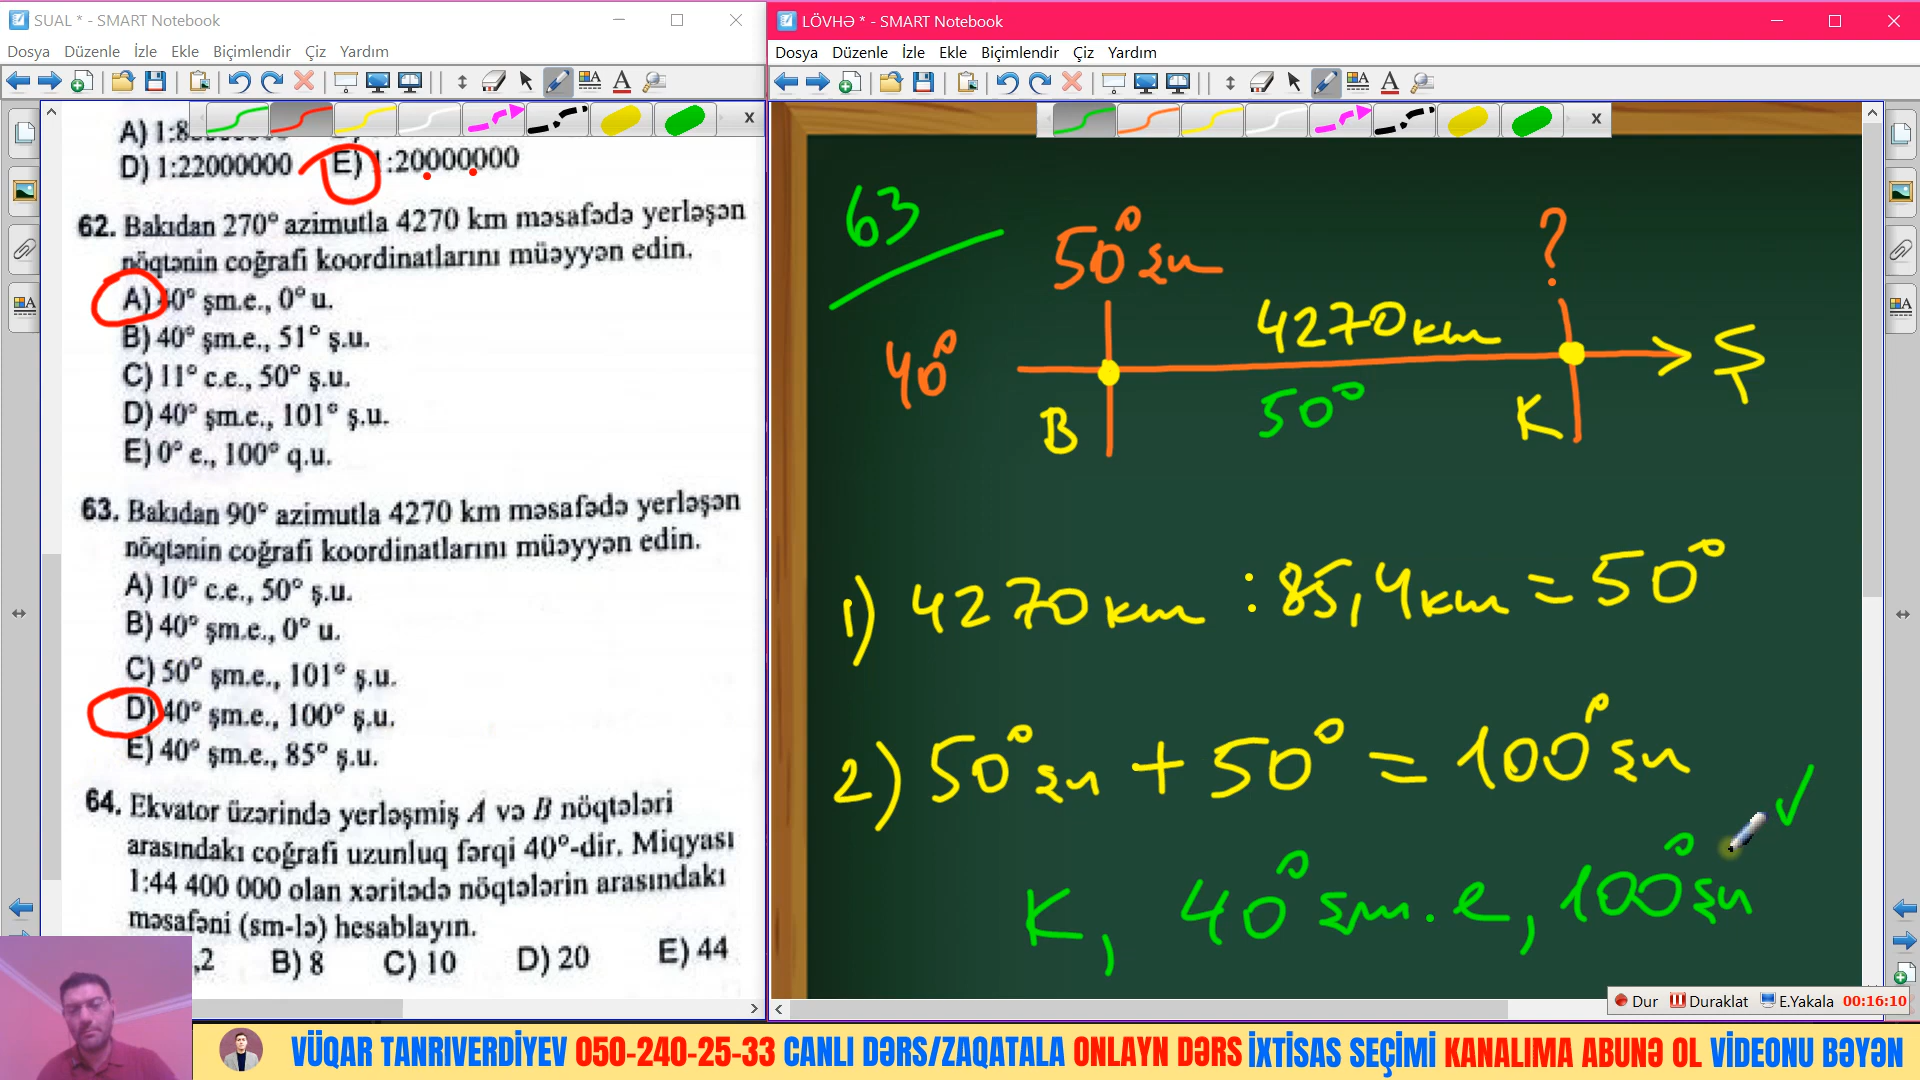 SUAL * - SMART Notebook
Dosya Düzenle İzle Ekle Biçimlendir Çiz Yardım
A) 1:8
D) 1:22000000 E) 1:20000000
62. Bakıdan 270° azimutla 4270 km məsafədə yerləşən
nöqtənin coğrafi koordinatlarını müəyyən edin.
A) 40° şm.e., 0° u.
B) 40° şm.e., 51° ş.u.
C) 11° c.e., 50° ş.u.
D) 40° şm.e., 101° ş.u.
E) 0° e., 100° q.u.
63. Bakıdan 90° azimutla 4270 km məsafədə yerləşən
nöqtənin coğrafi koordinatlarını müəyyən edin.
A) 10° c.e., 50° ş.u.
B) 40° şm.e., 0° u.
C) 50° şm.e., 101° ş.u.
D) 40° şm.e., 100° ş.u.
E) 40° şm.e., 85° ş.u.
64. Ekvator üzərində yerləşmiş A və B nöqtələri
arasındakı coğrafi uzunluq fərqi 40°-dir. Miqyası
1:44 400 000 olan xəritədə nöqtələrin arasındakı
məsafəni (sm-lə) hesablayın.
,2 B) 8 C) 10 D) 20 E) 44
LÖVHƏ * - SMART Notebook
Dosya Düzenle İzle Ekle Biçimlendir Çiz Yardım
63
50° şu ?
4270 km
40° Ş
B 50° K
1) 4270 km : 85,4 km = 50°
2) 50° şu + 50° = 100° şu
K, 40° şm.e, 100° şu
Dur Duraklat E.Yakala 00:16:10
VÜQAR TANRIVERDİYEV 050-240-25-33 CANLI DƏRS/ZAQATALA ONLAYN DƏRS İXTİSAS SEÇİMİ KANALIMA ABUNƏ OL VİDEONU BƏYƏN